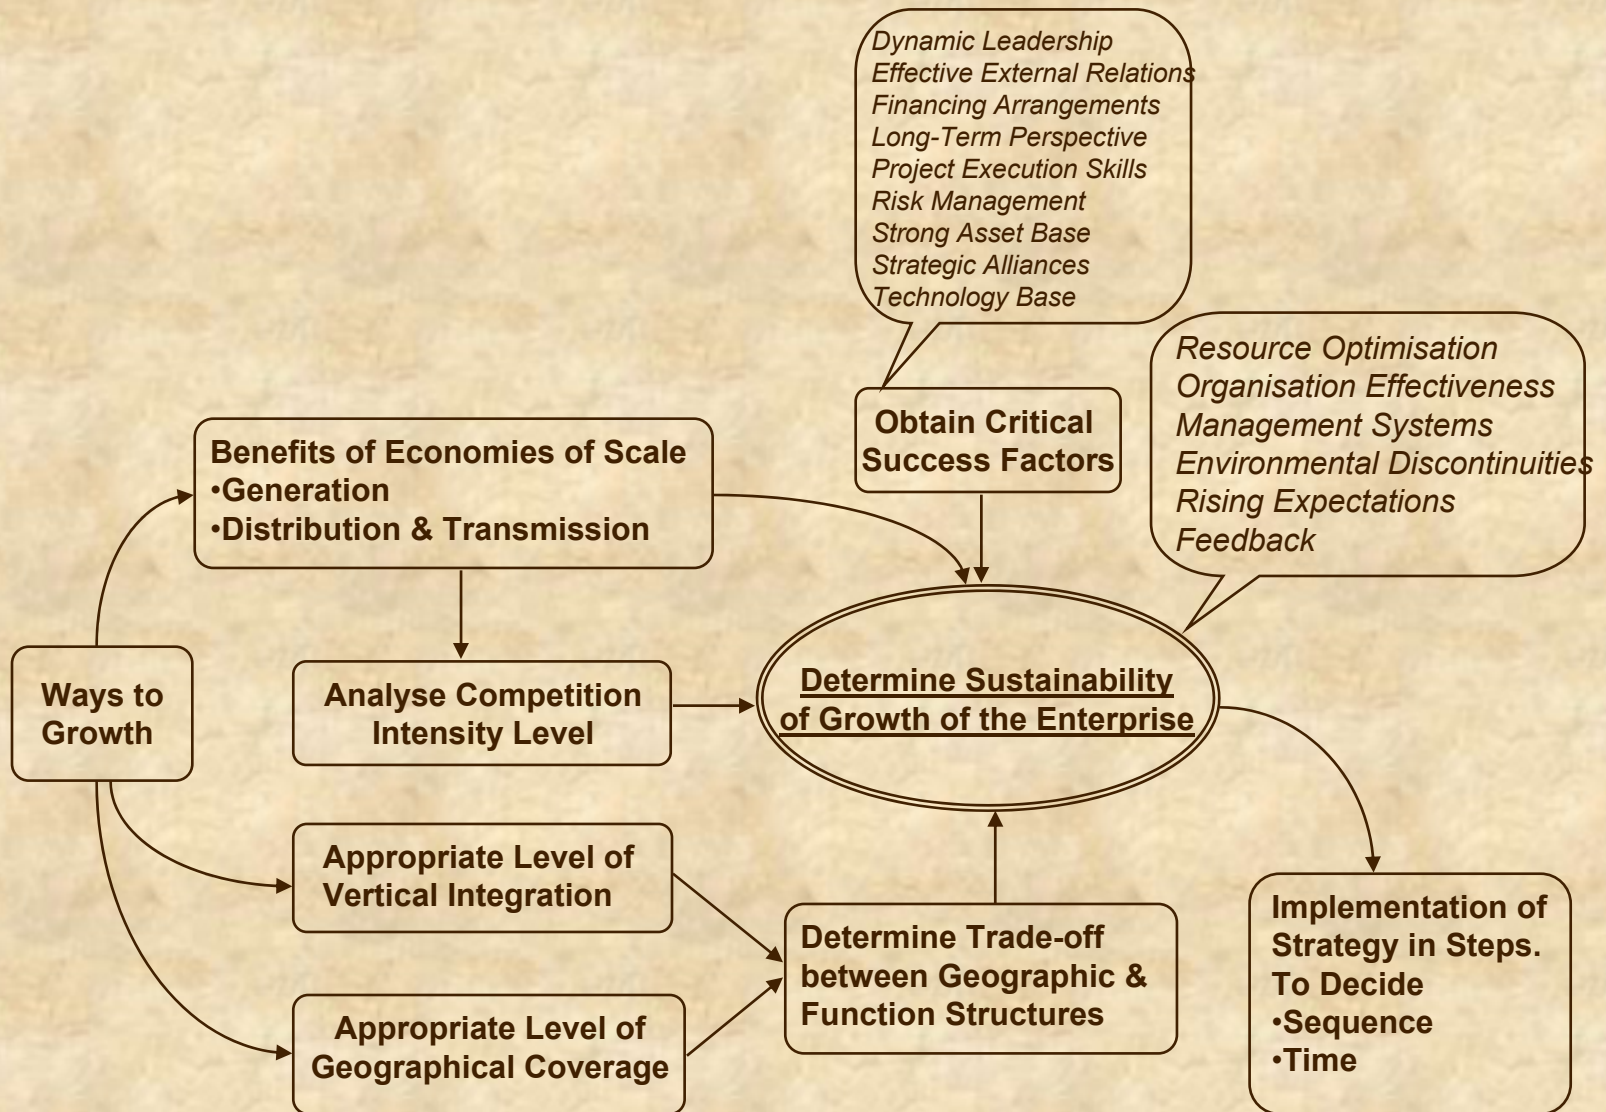 Dynamic Leadership
Effective External Relations
Financing Arrangements
Long-Term Perspective
Project Execution Skills
Risk Management
Strong Asset Base
Strategic Alliances
Technology Base
Resource Optimisation
Organisation Effectiveness
Management Systems
Environmental Discontinuities
Rising Expectations
Feedback
Obtain Critical
Success Factors
Benefits of Economies of Scale
•Generation
•Distribution & Transmission
Ways to
Growth
Analyse Competition
Intensity Level
Determine Sustainability
of Growth of the Enterprise
Appropriate Level of
Vertical Integration
Appropriate Level of
Geographical Coverage
Determine Trade-off
between Geographic &
Function Structures
Implementation of
Strategy in Steps.
To Decide
•Sequence
•Time